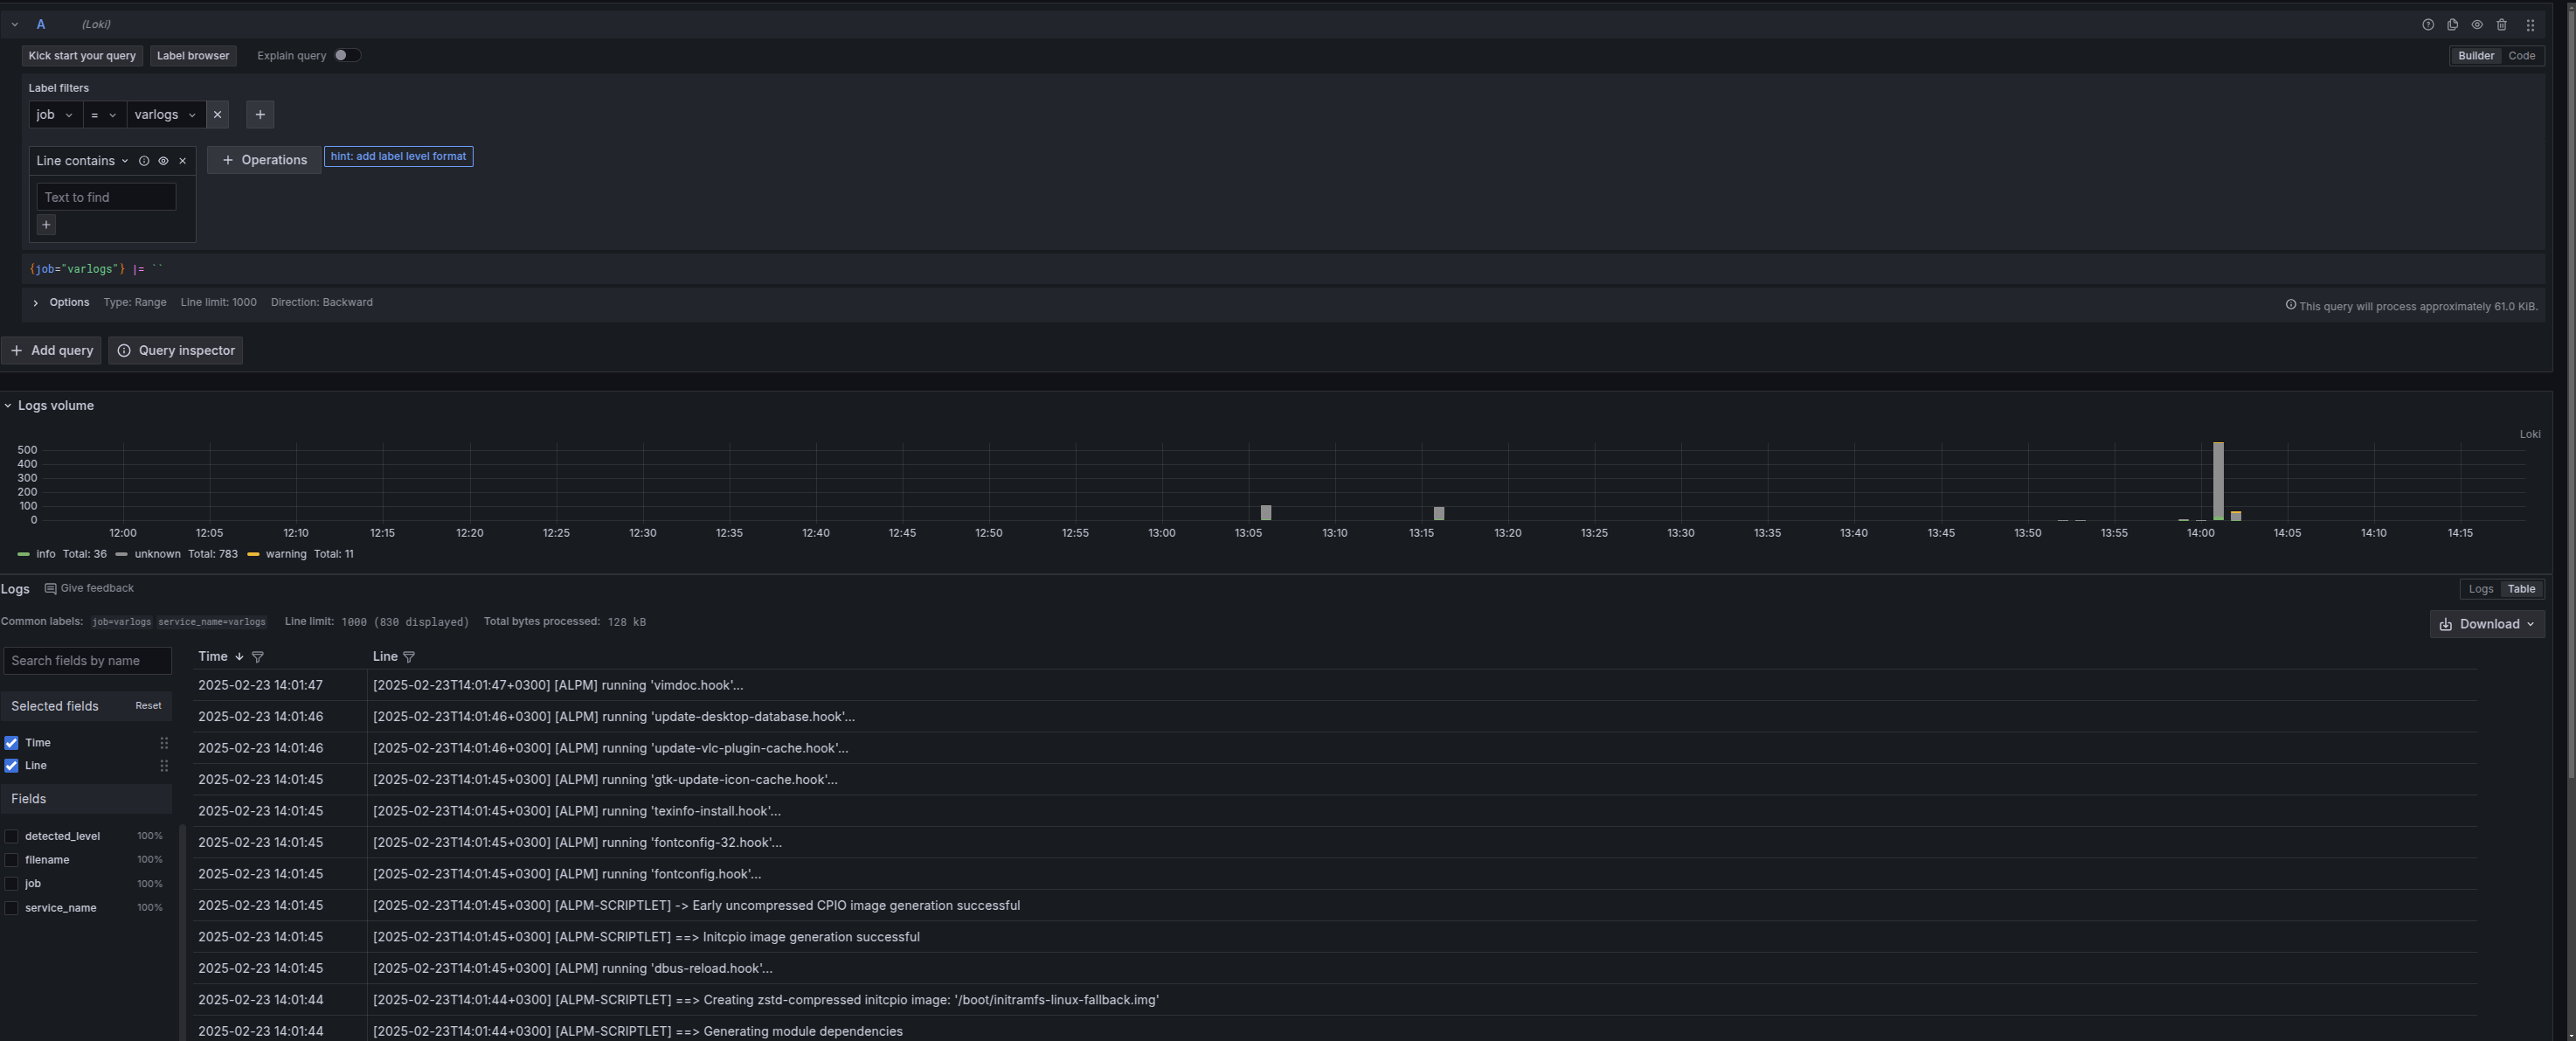 A (Loki)
Kick start your query Label browser Explain query Builder Code
Label filters
job = varlogs
Line contains Operations hint: add label level format
Text to find
{job="varlogs"} |= ``
Options Type: Range Line limit: 1000 Direction: Backward This query will process approximately 61.0 KiB.
Add query Query inspector
Logs volume
Loki
500
400
300
200
100
0
12:00 12:05 12:10 12:15 12:20 12:25 12:30 12:35 12:40 12:45 12:50 12:55 13:00 13:05 13:10 13:15 13:20 13:25 13:30 13:35 13:40 13:45 13:50 13:55 14:00 14:05 14:10 14:15
info Total: 36 unknown Total: 783 warning Total: 11
Logs Give feedback Logs Table
Common labels: job=varlogs service_name=varlogs Line limit: 1000 (830 displayed) Total bytes processed: 128 kB Download
Search fields by name
Selected fields Reset
Time
Line
Fields
detected_level 100%
filename 100%
job 100%
service_name 100%
Time Line
2025-02-23 14:01:47 [2025-02-23T14:01:47+0300] [ALPM] running 'vimdoc.hook'...
2025-02-23 14:01:46 [2025-02-23T14:01:46+0300] [ALPM] running 'update-desktop-database.hook'...
2025-02-23 14:01:46 [2025-02-23T14:01:46+0300] [ALPM] running 'update-vlc-plugin-cache.hook'...
2025-02-23 14:01:45 [2025-02-23T14:01:45+0300] [ALPM] running 'gtk-update-icon-cache.hook'...
2025-02-23 14:01:45 [2025-02-23T14:01:45+0300] [ALPM] running 'texinfo-install.hook'...
2025-02-23 14:01:45 [2025-02-23T14:01:45+0300] [ALPM] running 'fontconfig-32.hook'...
2025-02-23 14:01:45 [2025-02-23T14:01:45+0300] [ALPM] running 'fontconfig.hook'...
2025-02-23 14:01:45 [2025-02-23T14:01:45+0300] [ALPM-SCRIPTLET] -> Early uncompressed CPIO image generation successful
2025-02-23 14:01:45 [2025-02-23T14:01:45+0300] [ALPM-SCRIPTLET] ==> Initcpio image generation successful
2025-02-23 14:01:45 [2025-02-23T14:01:45+0300] [ALPM] running 'dbus-reload.hook'...
2025-02-23 14:01:44 [2025-02-23T14:01:44+0300] [ALPM-SCRIPTLET] ==> Creating zstd-compressed initcpio image: '/boot/initramfs-linux-fallback.img'
2025-02-23 14:01:44 [2025-02-23T14:01:44+0300] [ALPM-SCRIPTLET] ==> Generating module dependencies